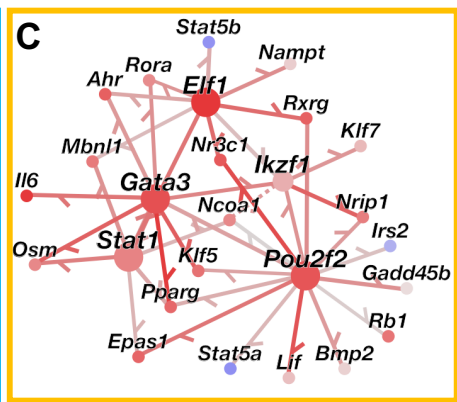 C
Stat5b
Nampt
Rora
Ahr
Elf1
Rxrg
Klf7
Mbnl1
Nr3c1
Ikzf1
Il6
Gata3
Ncoa1
Nrip1
Osm
Stat1
Irs2
Klf5
Pou2f2
Gadd45b
Pparg
Rb1
Epas1
Stat5a
Lif
Bmp2